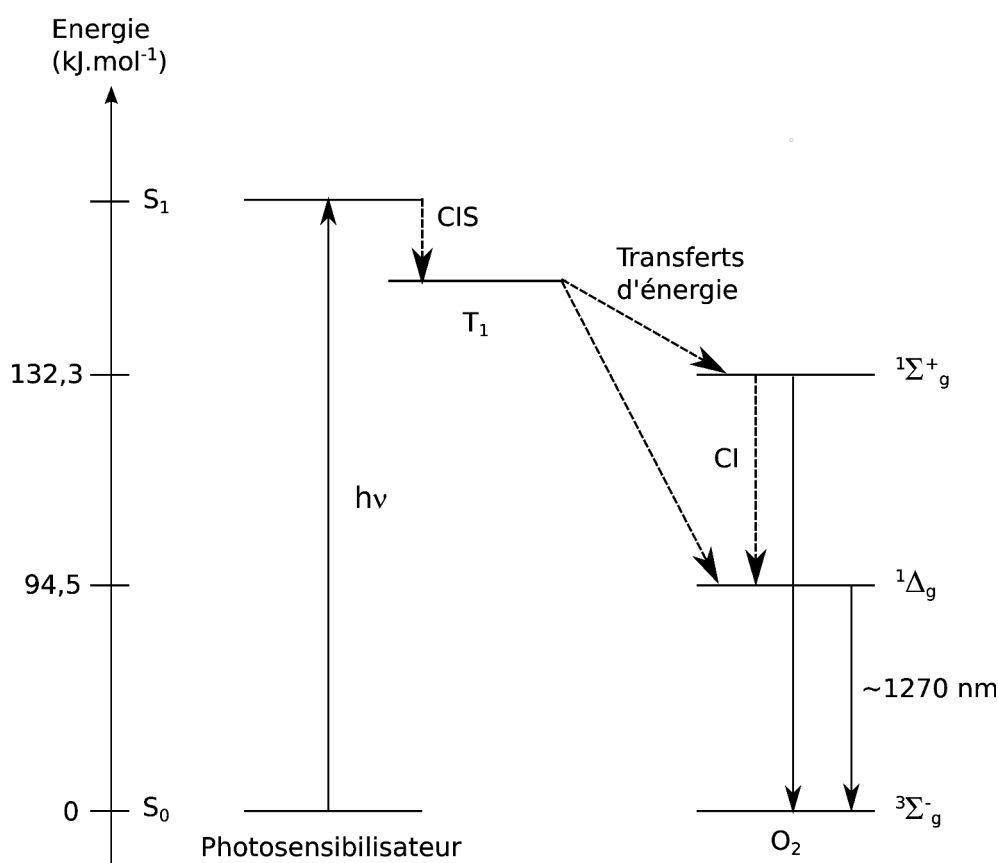 Energie
(kJ.mol⁻¹)
S₁
CIS
Transferts
d'énergie
T₁
132,3
¹Σ⁺g
CI
hν
94,5
¹Δg
~1270 nm
0
S₀
³Σ⁻g
O₂
Photosensibilisateur